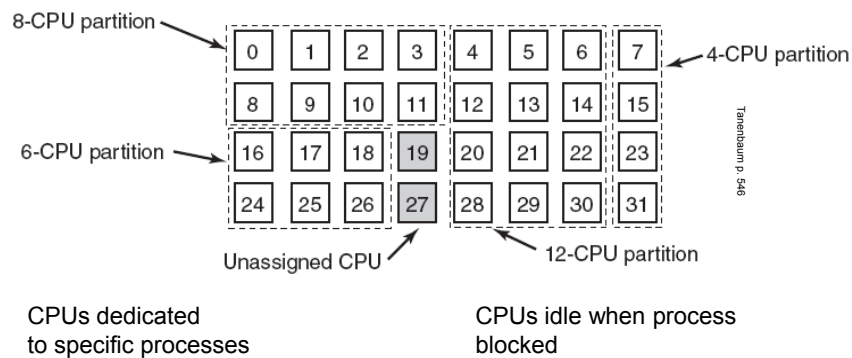 8-CPU partition
0 1 2 3 4 5 6 7
4-CPU partition
8 9 10 11 12 13 14 15
6-CPU partition
16 17 18 19 20 21 22 23
24 25 26 27 28 29 30 31
Unassigned CPU
12-CPU partition
Tanenbaum p. 546
CPUs dedicated
to specific processes
CPUs idle when process
blocked